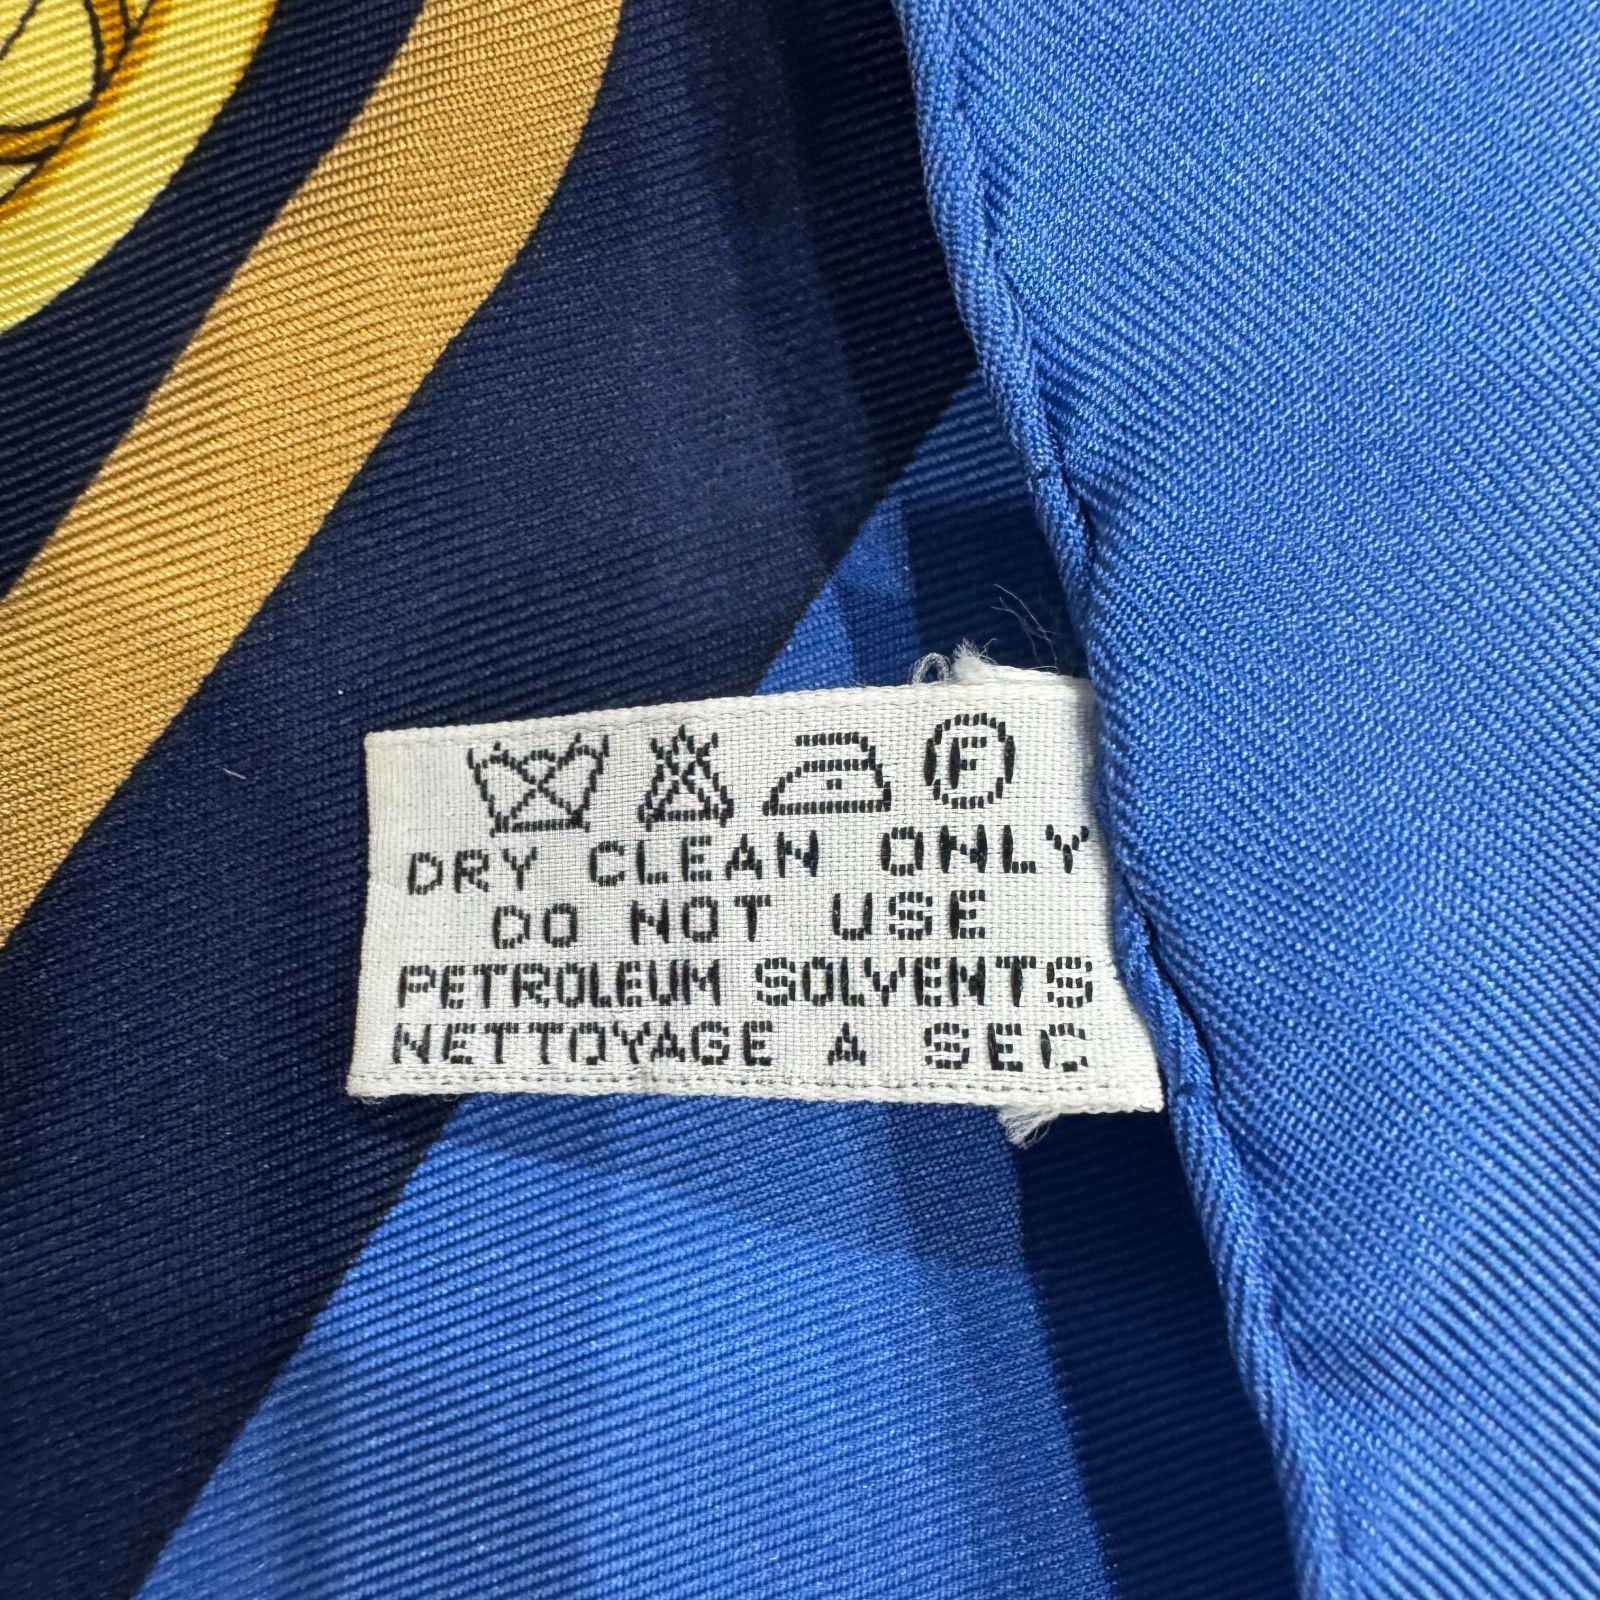 F
DRY CLEAN ONLY
DO NOT USE
PETROLEUM SOLVENTS
NETTOYAGE A SEC